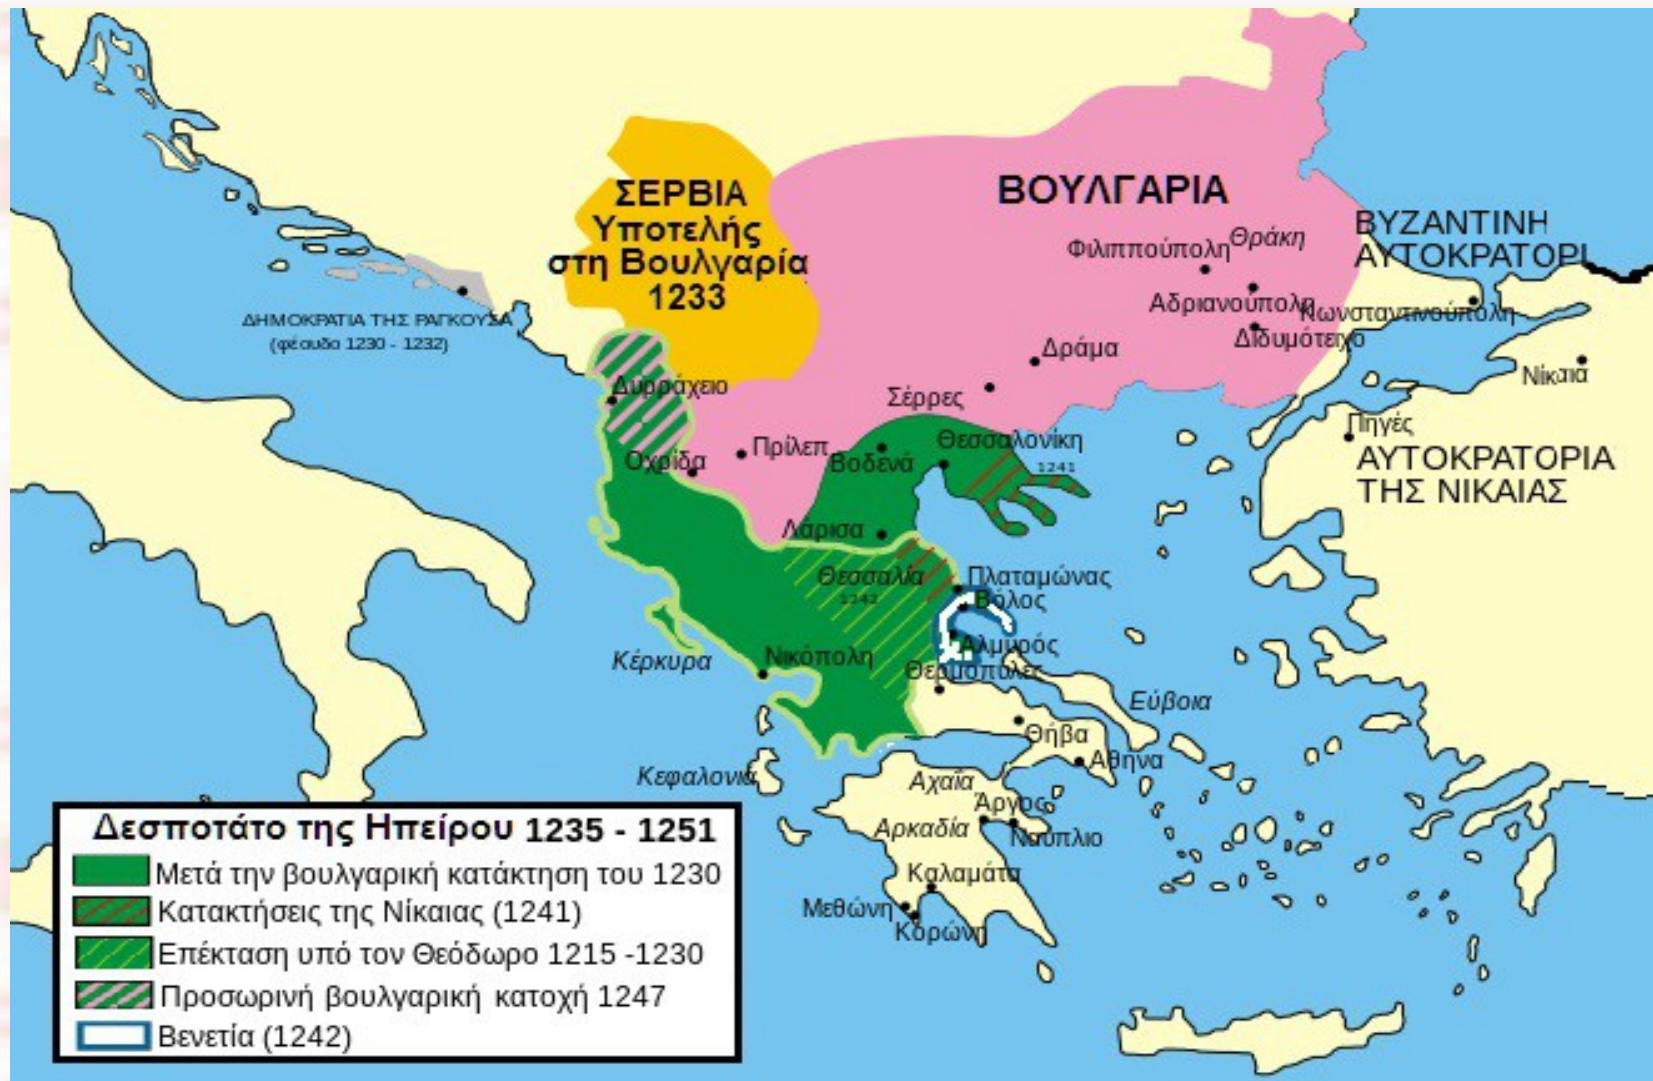 ΣΕΡΒΙΑ
Υποτελής
στη Βουλγαρία
1233
ΒΟΥΛΓΑΡΙΑ
ΒΥΖΑΝΤΙΝΗ
ΑΥΤΟΚΡΑΤΟΡΙ
Φιλιππούπολη
Θράκη
Αδριανούπολη
Κωνσταντινούπολη
Διδυμότειχο
ΔΗΜΟΚΡΑΤΙΑ ΤΗΣ ΡΑΓΚΟΥΣΑ
(φέουδο 1230 - 1232)
Δράμα
Νίκαια
Δυρράχειο
Σέρρες
Πηγές
Θεσσαλονίκη
Πρίλεπ
Βοδενά
1241
Οχρίδα
ΑΥΤΟΚΡΑΤΟΡΙΑ
ΤΗΣ ΝΙΚΑΙΑΣ
Λάρισα
Θεσσαλία
1242
Πλαταμώνας
Βόλος
Αλμυρός
Κέρκυρα
Νικόπολη
Θερμοπύλες
Εύβοια
Θήβα
Αθηνα
Κεφαλονιά
Αχαΐα
Άργος
Αρκαδία
Ναύπλιο
Καλαμάτα
Μεθώνη
Κορώνη
Δεσποτάτο της Ηπείρου 1235 - 1251
Μετά την βουλγαρική κατάκτηση του 1230
Κατακτήσεις της Νίκαιας (1241)
Επέκταση υπό τον Θεόδωρο 1215 -1230
Προσωρινή βουλγαρική κατοχή 1247
Βενετία (1242)